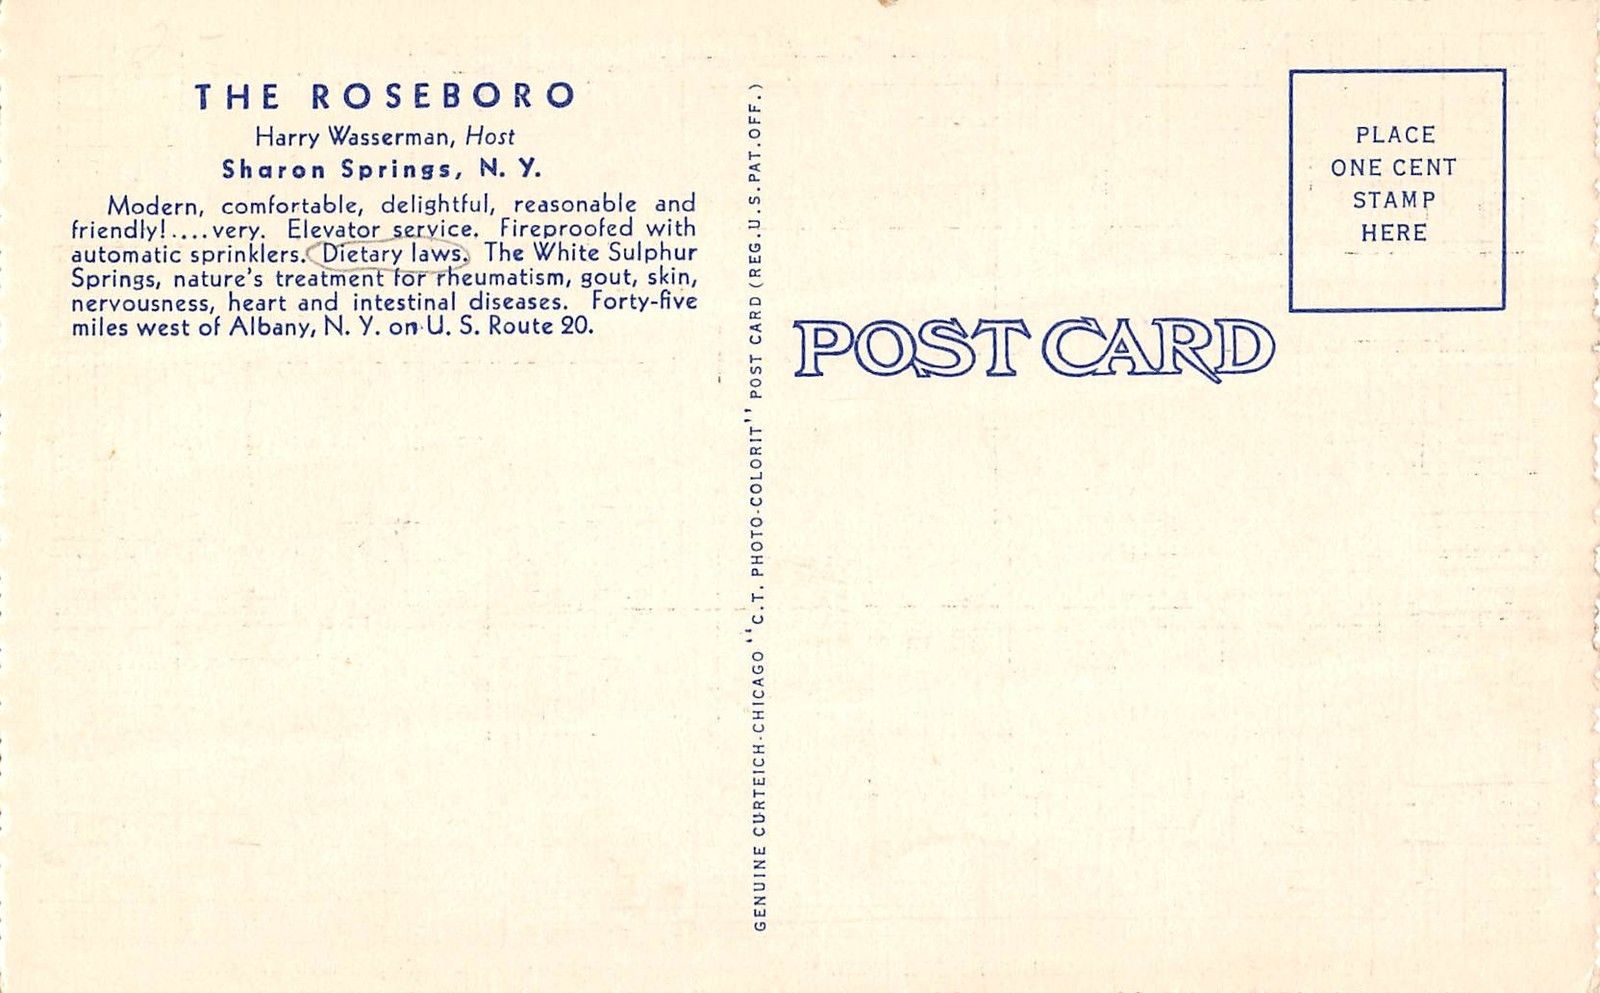 THE ROSEBORO
Harry Wasserman, Host
Sharon Springs, N. Y.
Modern, comfortable, delightful, reasonable and
friendly!....very. Elevator service. Fireproofed with
automatic sprinklers. Dietary laws. The White Sulphur
Springs, nature's treatment for rheumatism, gout, skin,
nervousness, heart and intestinal diseases. Forty-five
miles west of Albany, N. Y. on U. S. Route 20.
GENUINE CURTEICH-CHICAGO "C.T. PHOTO-COLORIT" POST CARD (REG.U.S.PAT.OFF.)
POST CARD
PLACE
ONE CENT
STAMP
HERE